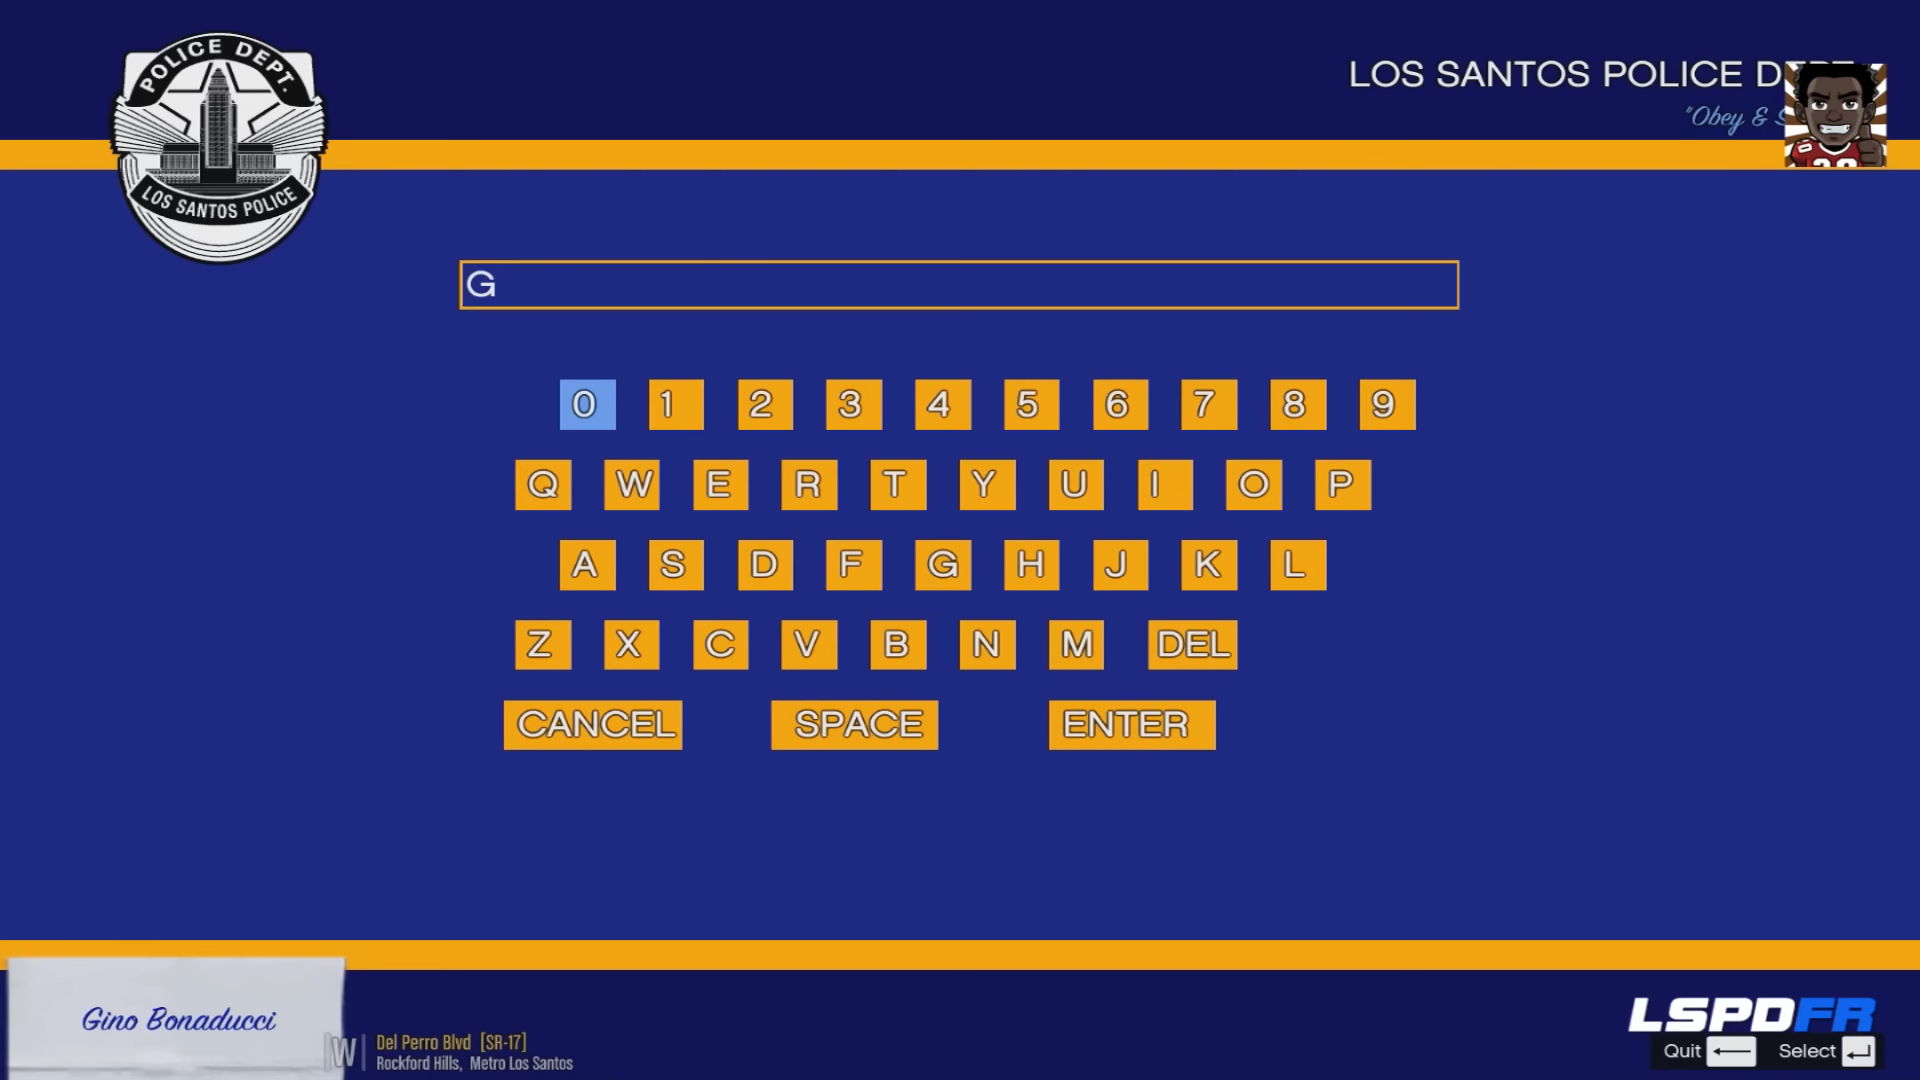 POLICE DEPT.
LOS SANTOS POLICE
LOS SANTOS POLICE DEPT.
"Obey &
G
0 1 2 3 4 5 6 7 8 9
Q W E R T Y U I O P
A S D F G H J K L
Z X C V B N M DEL
CANCEL SPACE ENTER
Gino Bonaducci
W
Del Perro Blvd [SR-17]
Rockford Hills, Metro Los Santos
LSPDFR
Quit Select